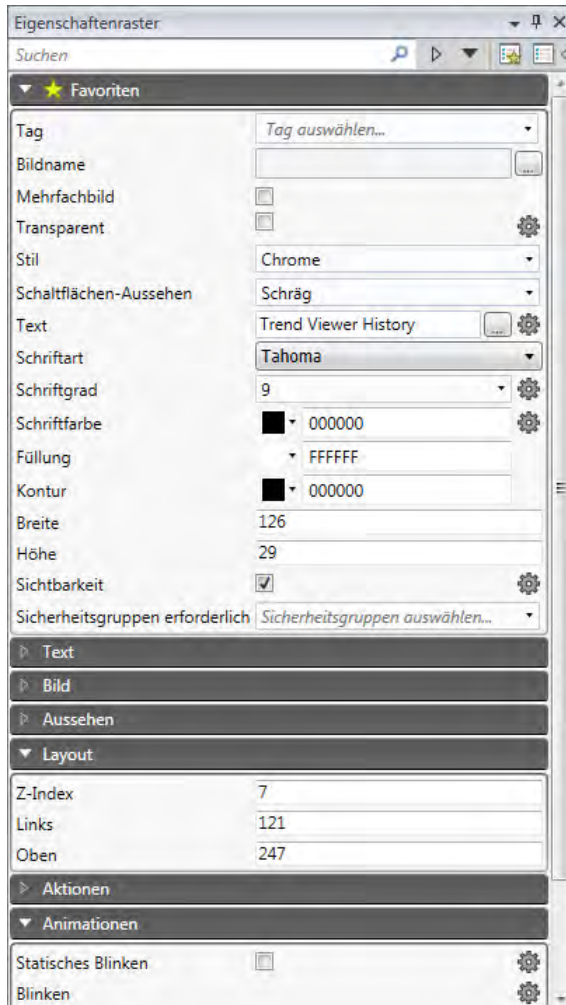 Eigenschaftenraster
Suchen
Favoriten
Tag Tag auswählen...
Bildname ...
Mehrfachbild
Transparent
Stil Chrome
Schaltflächen-Aussehen Schräg
Text Trend Viewer History ...
Schriftart Tahoma
Schriftgrad 9
Schriftfarbe 000000
Füllung FFFFFF
Kontur 000000
Breite 126
Höhe 29
Sichtbarkeit
Sicherheitsgruppen erforderlich Sicherheitsgruppen auswählen...
Text
Bild
Aussehen
Layout
Z-Index 7
Links 121
Oben 247
Aktionen
Animationen
Statisches Blinken
Blinken